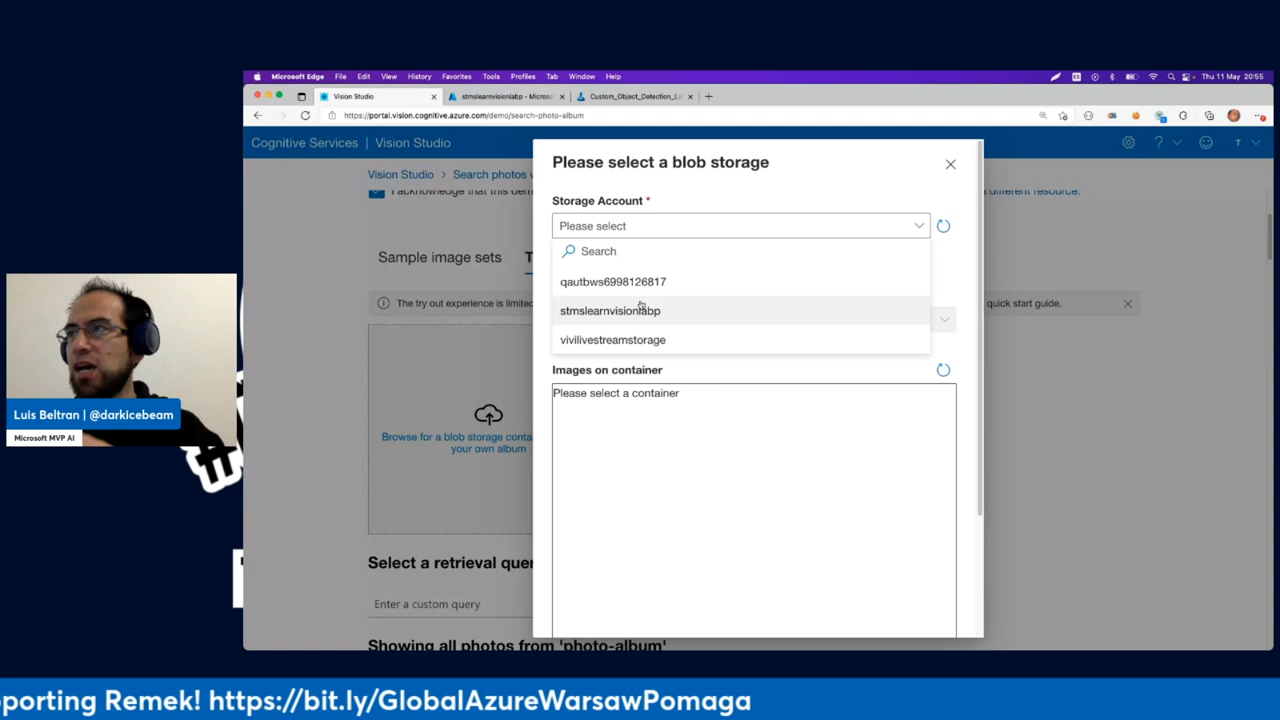 Microsoft Edge File Edit View History Favorites Tools Profiles Tab Window Help
Thu 11 May 20:55
Vision Studio
stmslearnvisionlabp - Microsof
Custom_Object_Detection_La
https://portal.vision.cognitive.azure.com/demo/search-photo-album
Cognitive Services | Vision Studio
T
Vision Studio > Search photos w
I acknowledge that this dem
different resource.
Sample image sets
T
The try out experience is limited
quick start guide.
Please select a blob storage
Storage Account *
Please select
Search
qautbws6998126817
stmslearnvisionlabp
vivilivestreamstorage
Images on container
Please select a container
Browse for a blob storage conta
your own album
Select a retrieval quer
Enter a custom query
Showing all photos from 'photo-album'
Luis Beltran | @darkicebeam
Microsoft MVP AI
pporting Remek! https://bit.ly/GlobalAzureWarsawPomaga